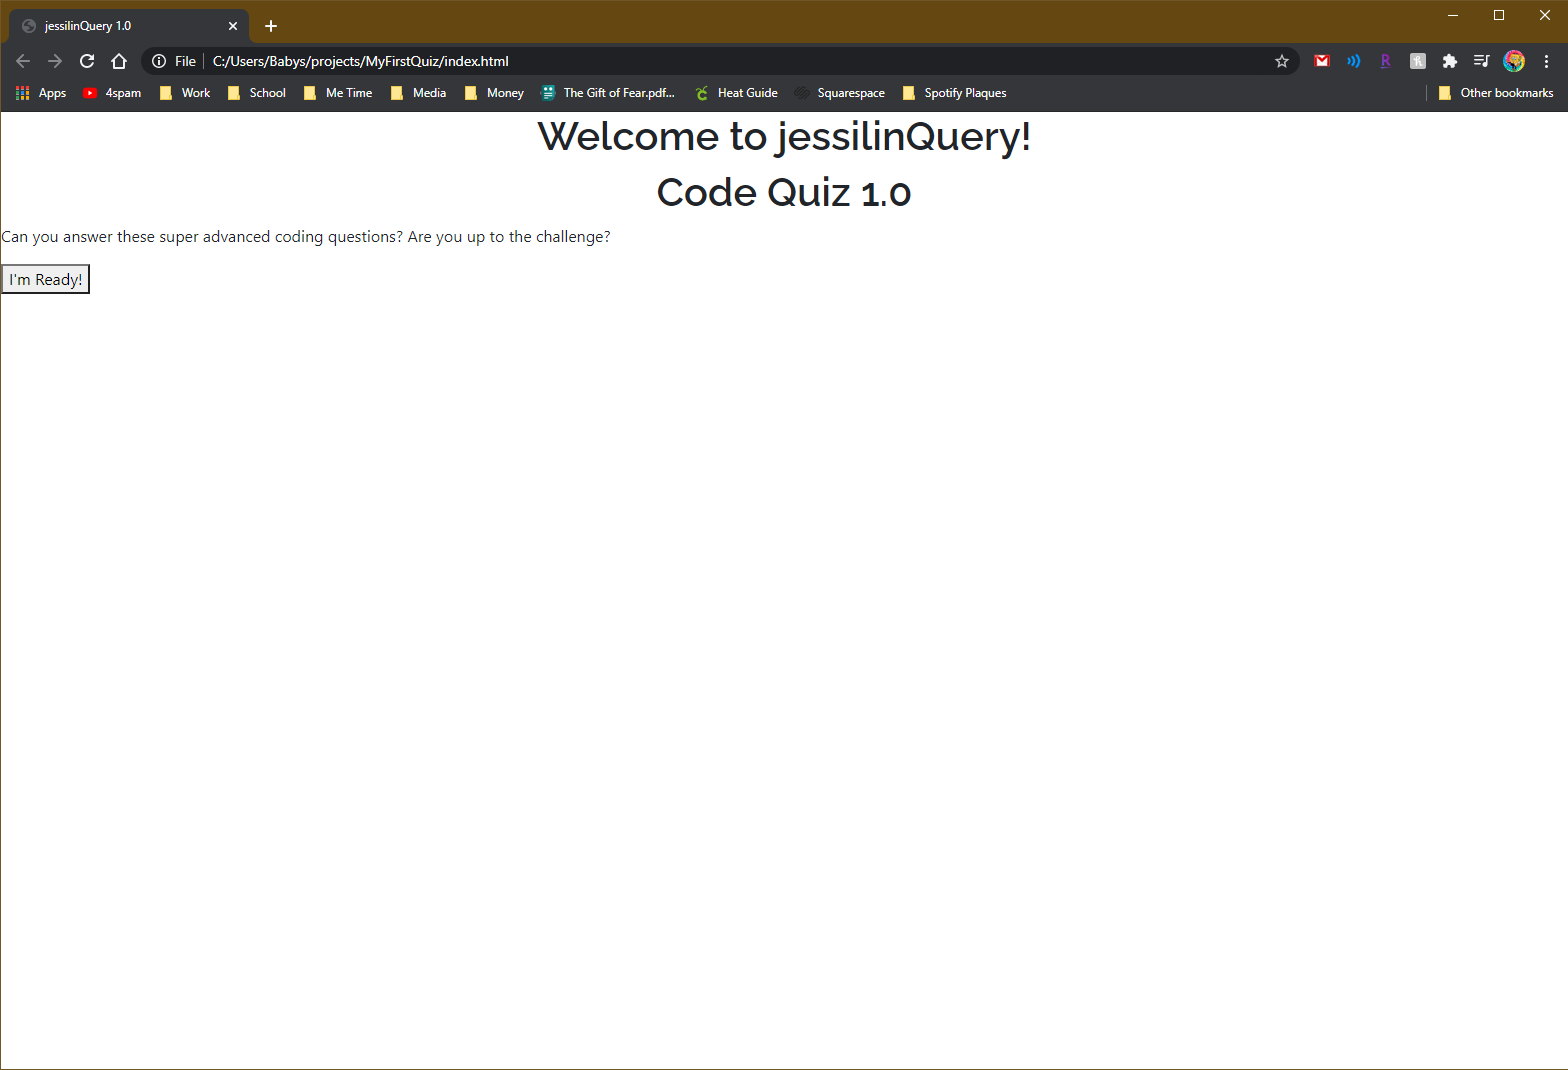 jessilinQuery 1.0
File C:/Users/Babys/projects/MyFirstQuiz/index.html
Apps 4spam Work School Me Time Media Money The Gift of Fear.pdf... Heat Guide Squarespace Spotify Plaques Other bookmarks
Welcome to jessilinQuery!
Code Quiz 1.0
Can you answer these super advanced coding questions? Are you up to the challenge?
I'm Ready!